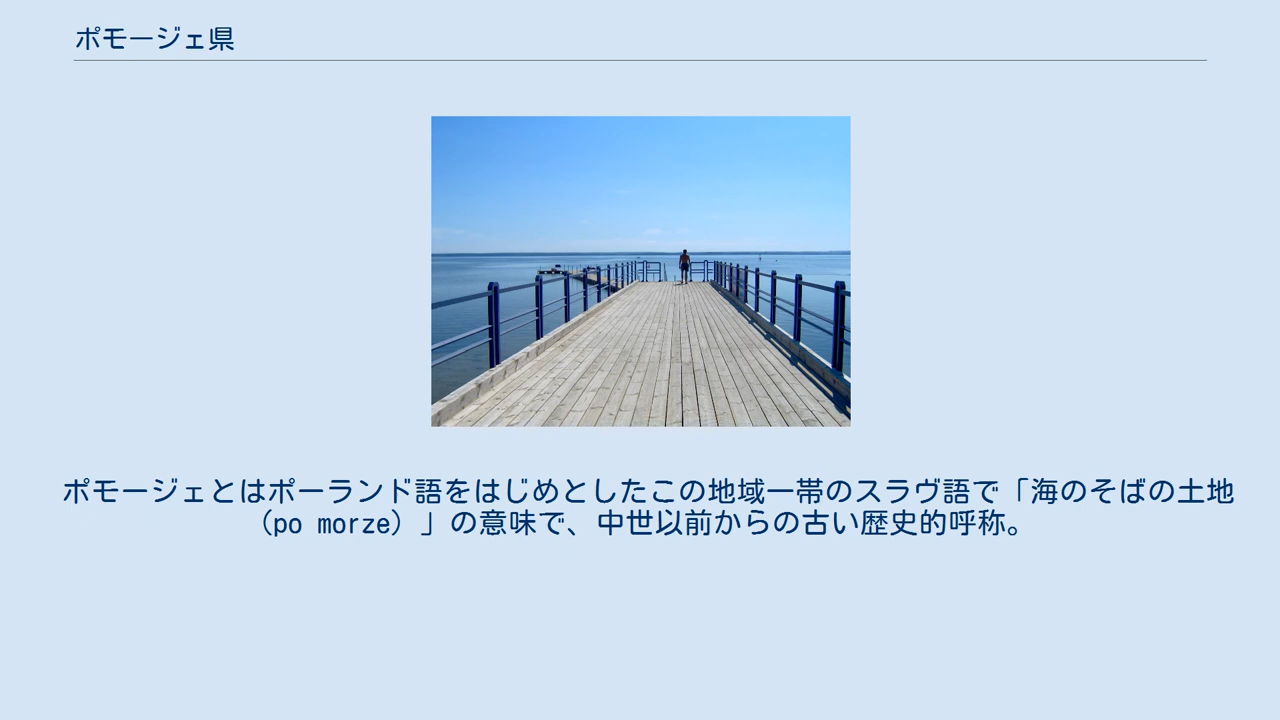 ポモージェ県
ポモージェとはポーランド語をはじめとしたこの地域一帯のスラヴ語で「海のそばの土地
（po morze）」の意味で、中世以前からの古い歴史的呼称。